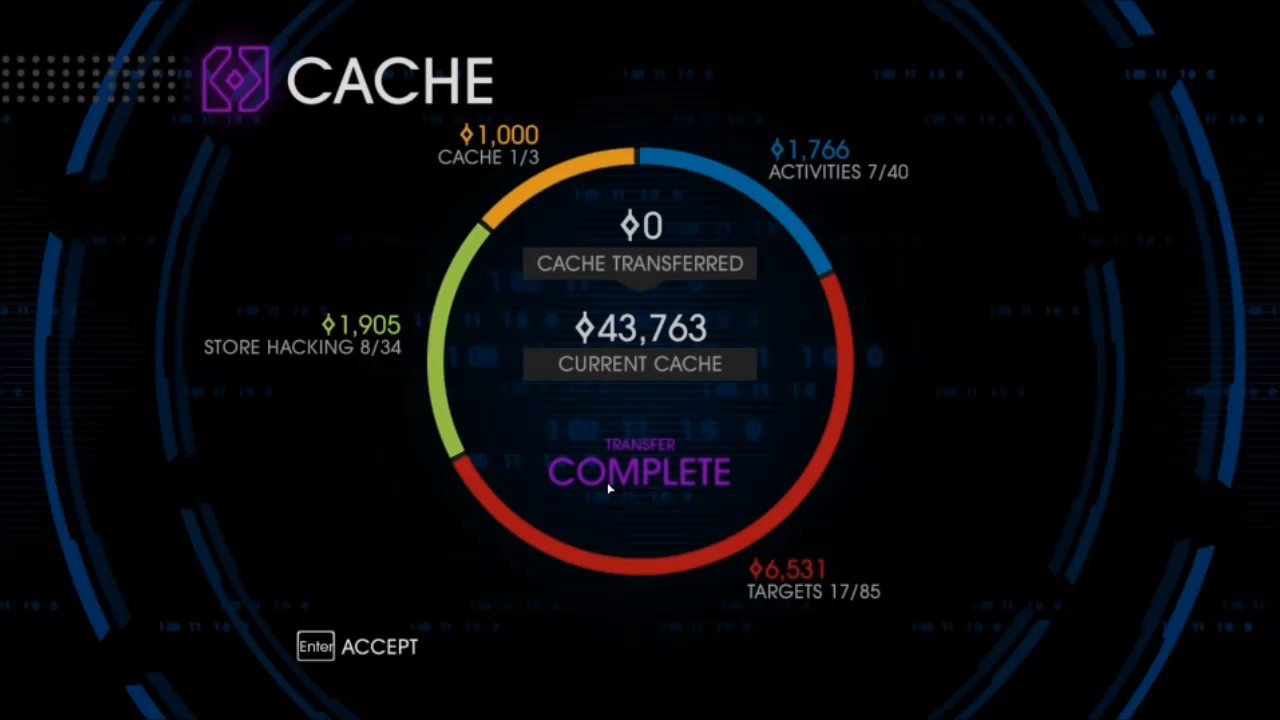 CACHE
1,000
CACHE 1/3
1,766
ACTIVITIES 7/40
0
CACHE TRANSFERRED
43,763
CURRENT CACHE
1,905
STORE HACKING 8/34
TRANSFER
COMPLETE
6,531
TARGETS 17/85
Enter ACCEPT